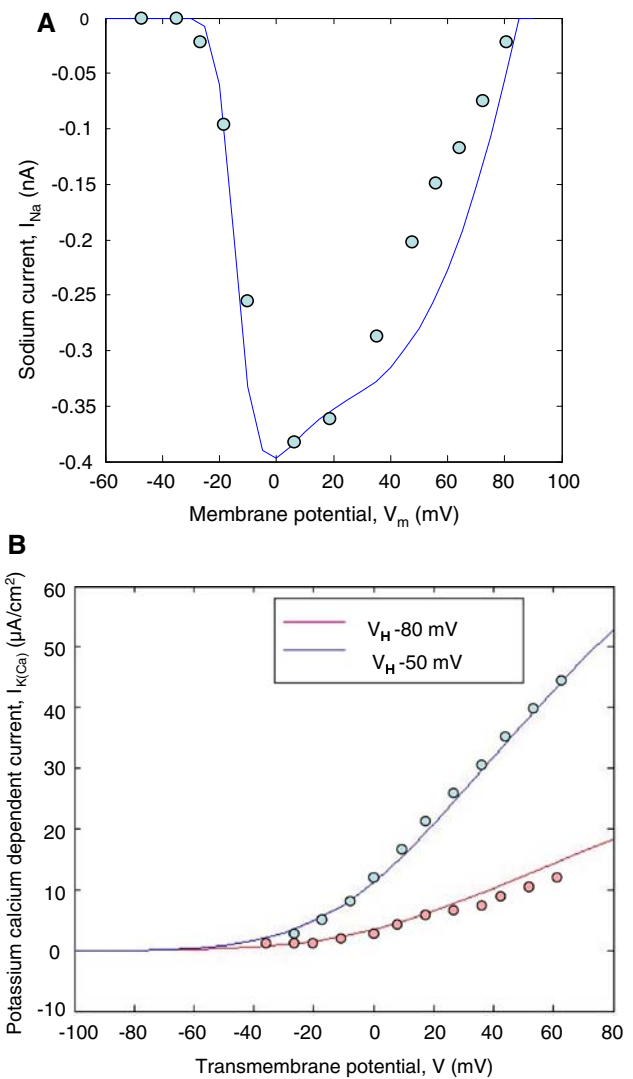 A
Sodium current, I_Na (nA)
0
-0.05
-0.1
-0.15
-0.2
-0.25
-0.3
-0.35
-0.4
-60 -40 -20 0 20 40 60 80 100
Membrane potential, V_m (mV)
B
Potassium calcium dependent current, I_K(Ca) (µA/cm²)
60
50
40
30
20
10
0
-10
V_H -80 mV
V_H -50 mV
-100 -80 -60 -40 -20 0 20 40 60 80
Transmembrane potential, V (mV)